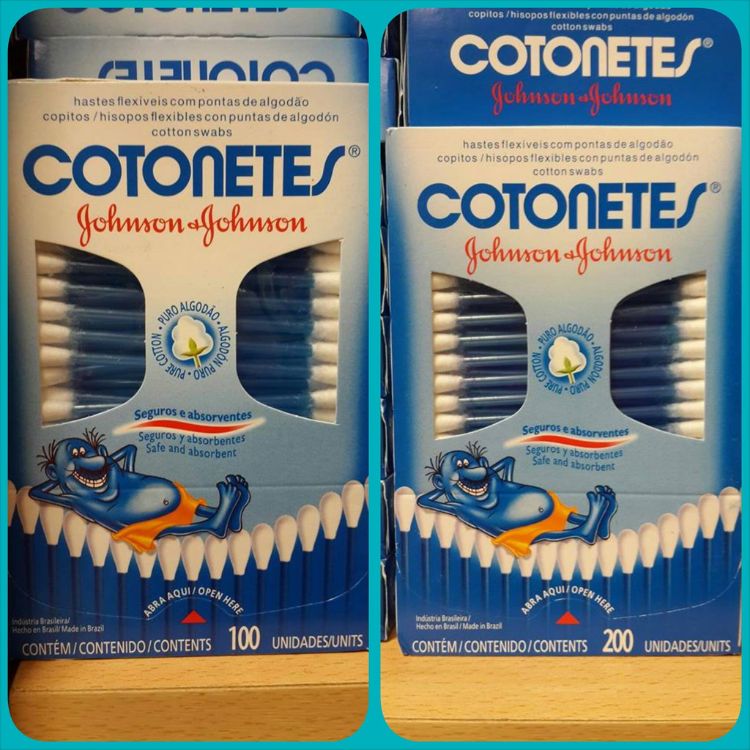 hastes flexíveis com pontas de algodão
copitos / hisopos flexibles con puntas de algodón
cotton swabs
COTONETES®
Johnson & Johnson
PURO ALGODÃO • ALGODON PURO • PURE COTTON •
Seguros e absorventes
Seguros y absorbentes
Safe and absorbent
ABRA AQUI / OPEN HERE
Indústria Brasileira/
Hecho en Brasil/ Made in Brazil
CONTÉM / CONTENIDO / CONTENTS 100 UNIDADES/UNITS
copitos / hisopos flexibles con puntas de algodón
cotton swabs
COTONETES®
Johnson & Johnson
hastes flexíveis com pontas de algodão
copitos / hisopos flexibles con puntas de algodón
cotton swabs
COTONETES®
Johnson & Johnson
PURO ALGODÃO • ALGODON PURO • PURE COTTON •
Seguros e absorventes
Seguros y absorbentes
Safe and absorbent
ABRA AQUI / OPEN HERE
Indústria Brasileira/
Hecho en Brasil/ Made in Brazil
CONTÉM / CONTENIDO / CONTENTS 200 UNIDADES/UNITS